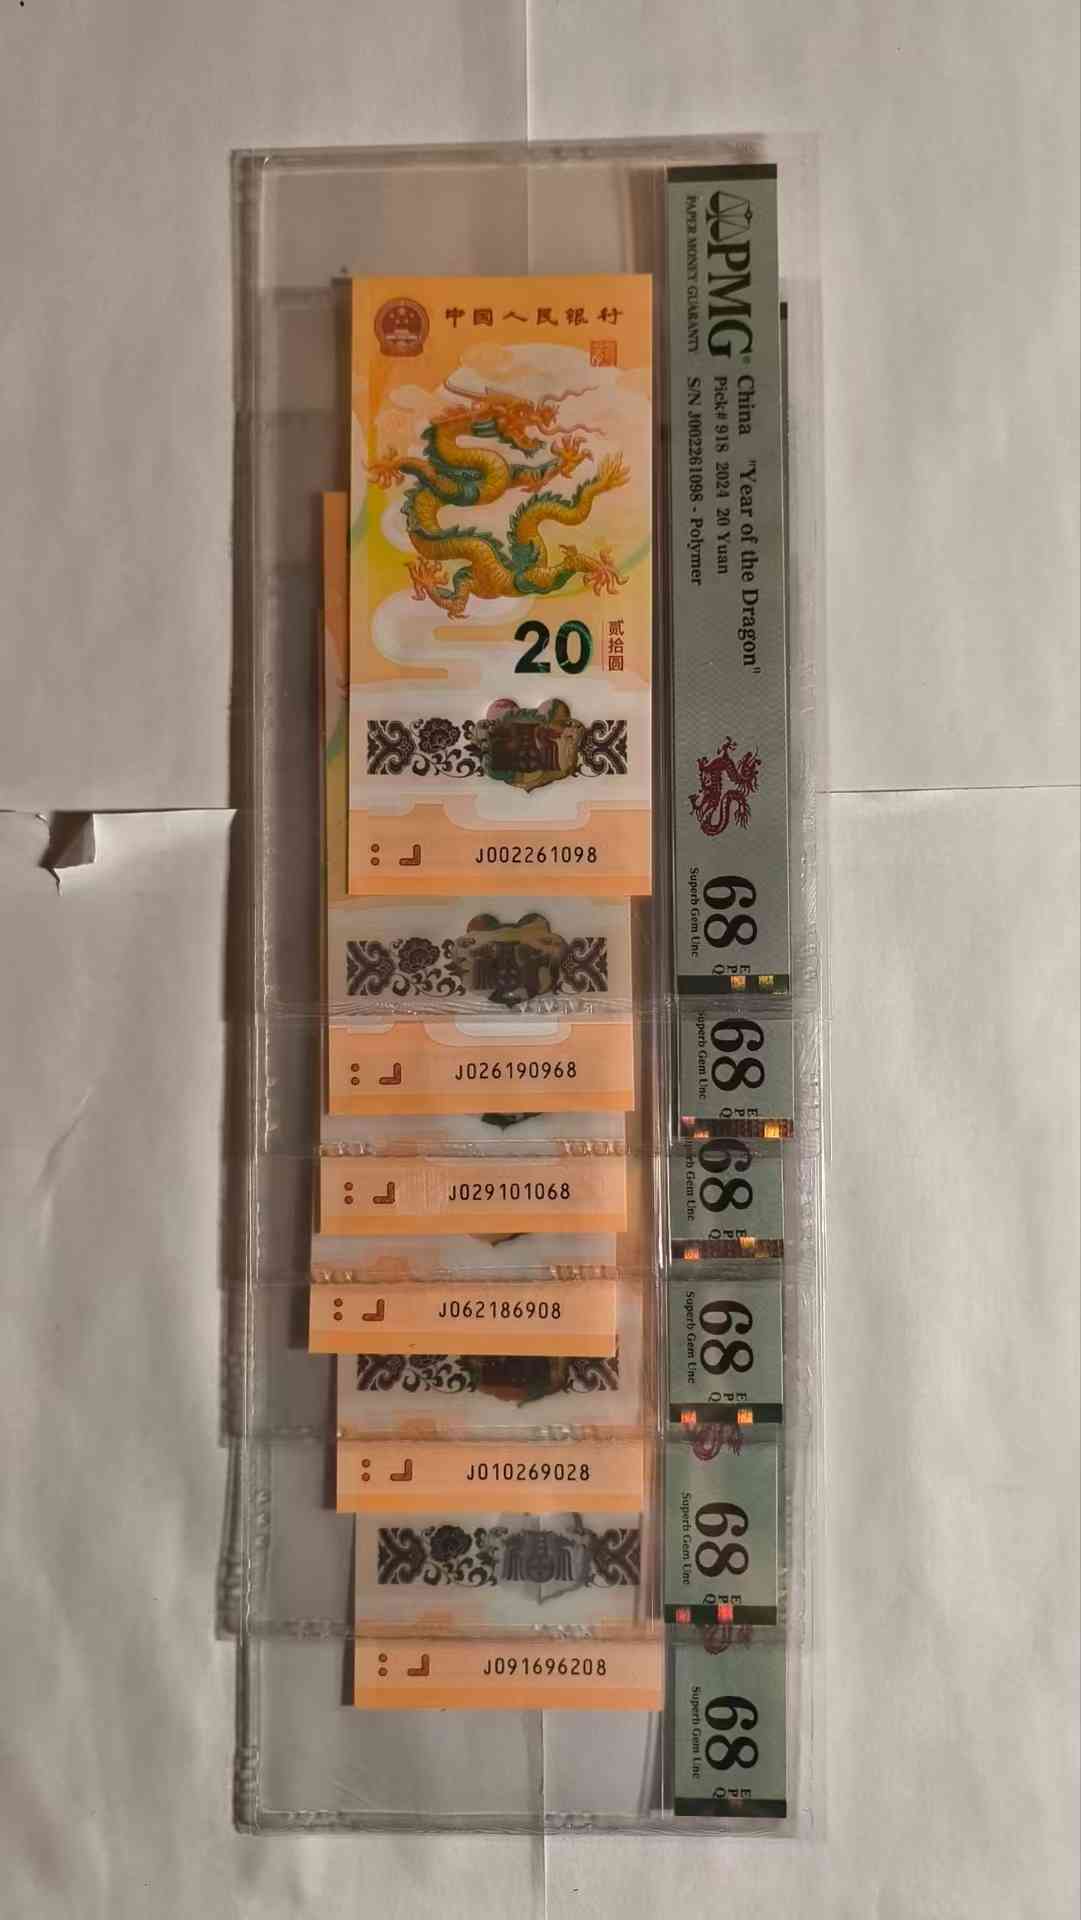 中国人民银行
20
贰拾圆
J002261098
J026190968
J029101068
J062186908
J010269028
J091696208
PMG
PAPER MONEY GUARANTY
China "Year of the Dragon"
Pick# 918 2024 20 Yuan
S/N J002261098 - Polymer
68 EPQ
Superb Gem Unc
68 EPQ
Superb Gem Unc
68 EPQ
Superb Gem Unc
68 EPQ
Superb Gem Unc
68 EPQ
Superb Gem Unc
68 EPQ
Superb Gem Unc